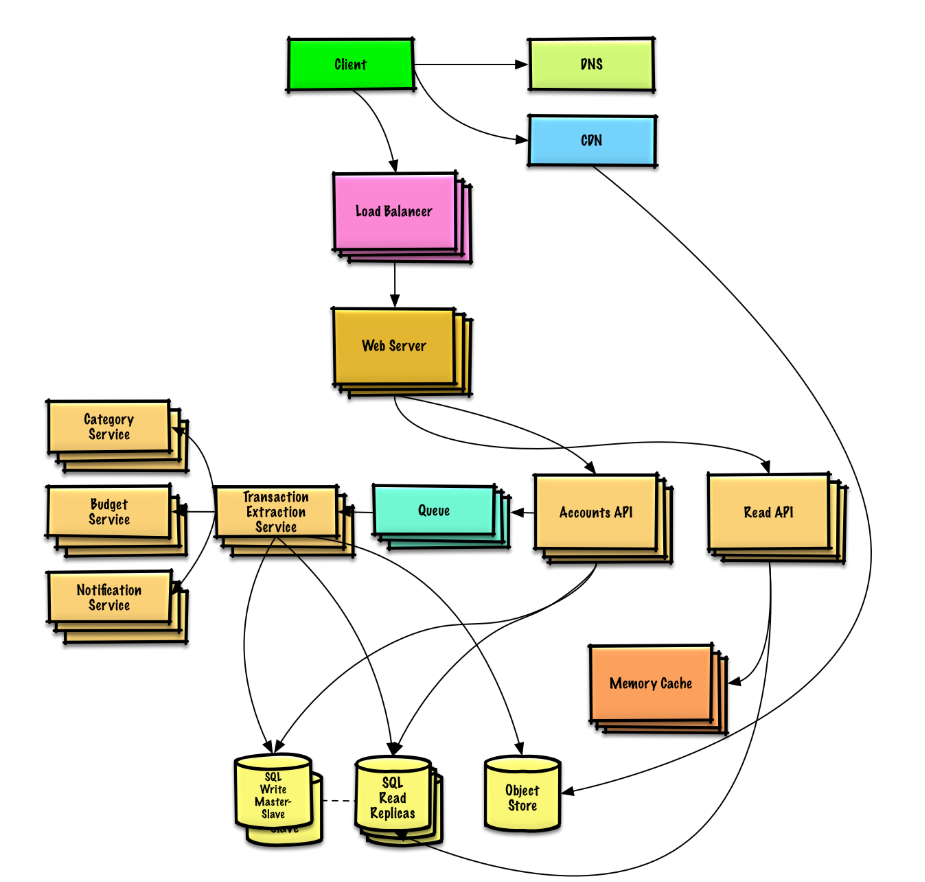 Client
DNS
CDN
Load Balancer
Web Server
Category
Service
Budget
Service
Notification
Service
Transaction
Extraction
Service
Queue
Accounts API
Read API
Memory Cache
SQL
Write
Master-
Slave
Slave
SQL
Read
Replicas
Object
Store